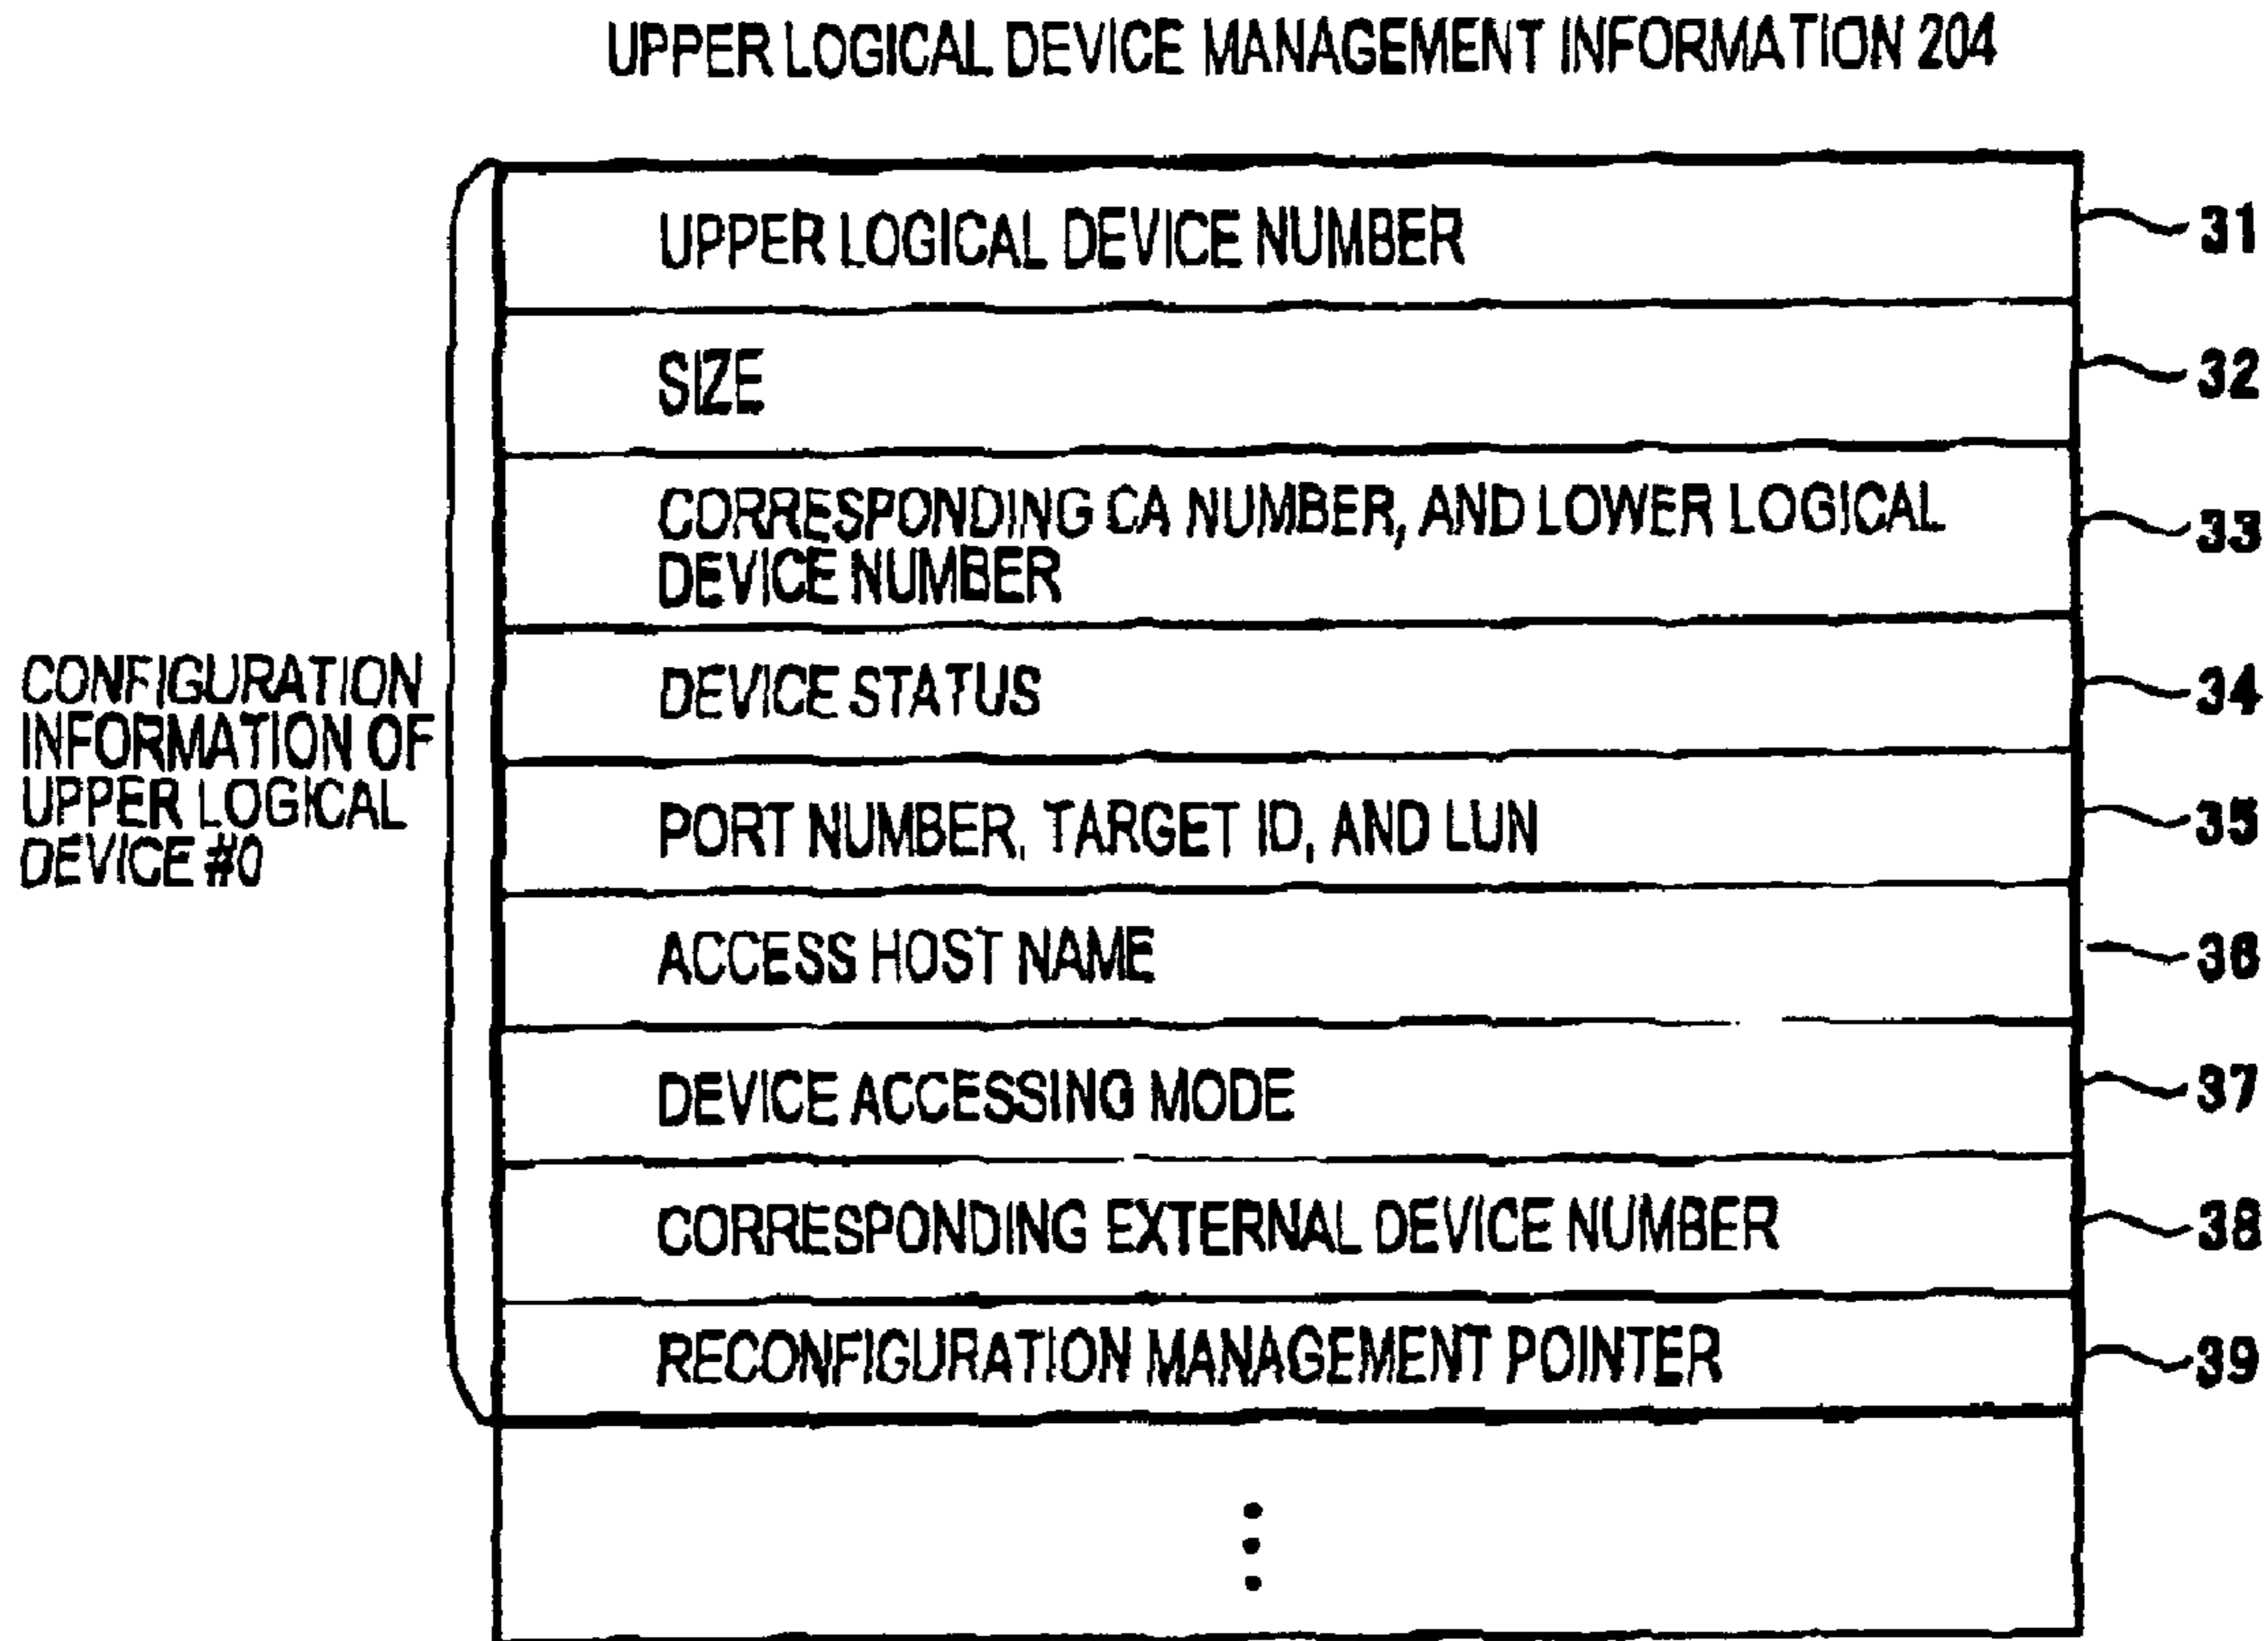 UPPER LOGICAL DEVICE MANAGEMENT INFORMATION 204
UPPER LOGICAL DEVICE NUMBER
31
SIZE
32
CORRESPONDING CA NUMBER, AND LOWER LOGICAL
DEVICE NUMBER
33
DEVICE STATUS
34
PORT NUMBER, TARGET ID, AND LUN
35
ACCESS HOST NAME
36
DEVICE ACCESSING MODE
37
CORRESPONDING EXTERNAL DEVICE NUMBER
38
RECONFIGURATION MANAGEMENT POINTER
39
CONFIGURATION
INFORMATION OF
UPPER LOGICAL
DEVICE #0